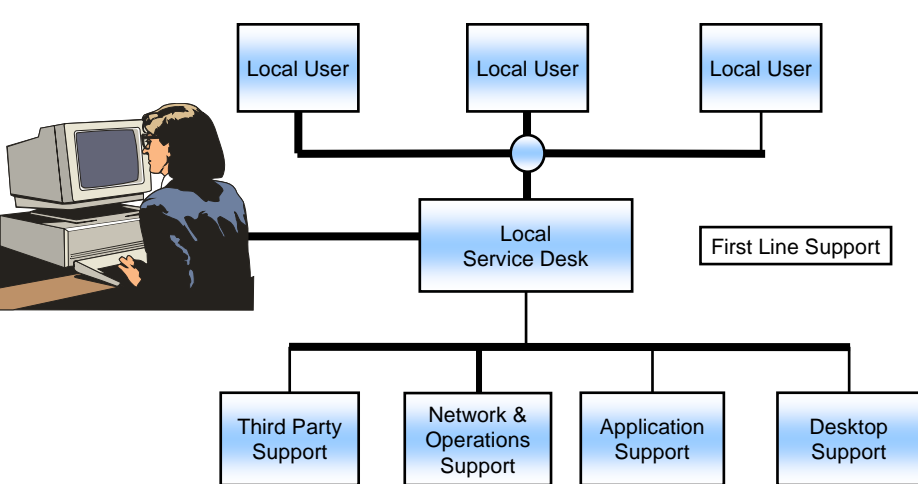 Local User
Local User
Local User
Local
Service Desk
First Line Support
Third Party
Support
Network &
Operations
Support
Application
Support
Desktop
Support